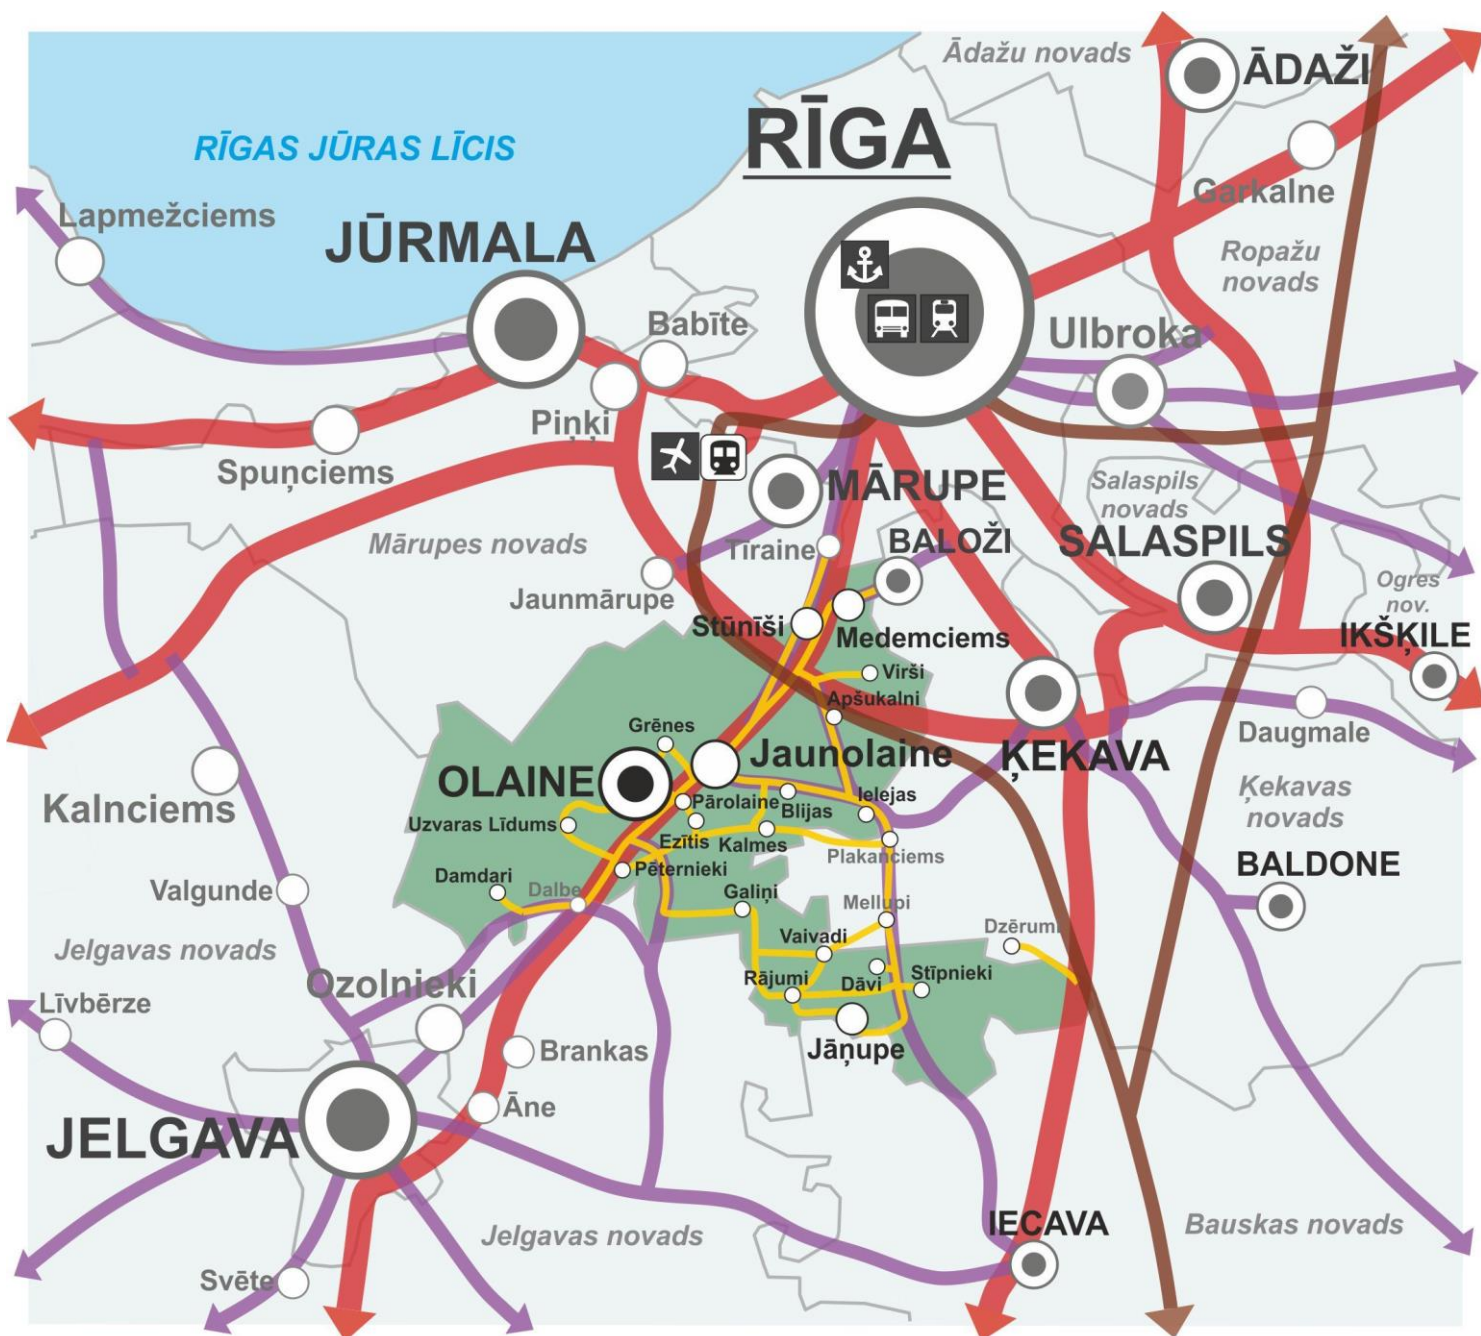 Ādažu novads
ĀDAŽI
RĪGA
RĪGAS JŪRAS LĪCIS
Garkalne
Lapmežciems
JŪRMALA
Ropažu
novads
Babīte
Ulbroka
Piņķi
Spuņciems
MĀRUPE
Salaspils
novads
Mārupes novads
Tīraine
BALOŽI
SALASPILS
Jaunmārupe
Ogres
nov.
Stūnīši
Medemciems
IKŠĶILE
Virši
Apšukalni
Grēnes
Jaunolaine
ĶEKAVA
Daugmale
OLAINE
Kalnciems
Pārolaine
Blijas
Ielejas
Ķekavas
novads
Uzvaras Līdums
Ezītis
Kalmes
Plakanciems
BALDONE
Pēternieki
Damdari
Dalbe
Galiņi
Valgunde
Mellupi
Dzērumi
Vaivadi
Jelgavas novads
Rājumi
Dāvi
Stīpnieki
Ozolnieki
Līvbērze
Jāņupe
Brankas
Āne
JELGAVA
IECAVA
Bauskas novads
Jelgavas novads
Svēte